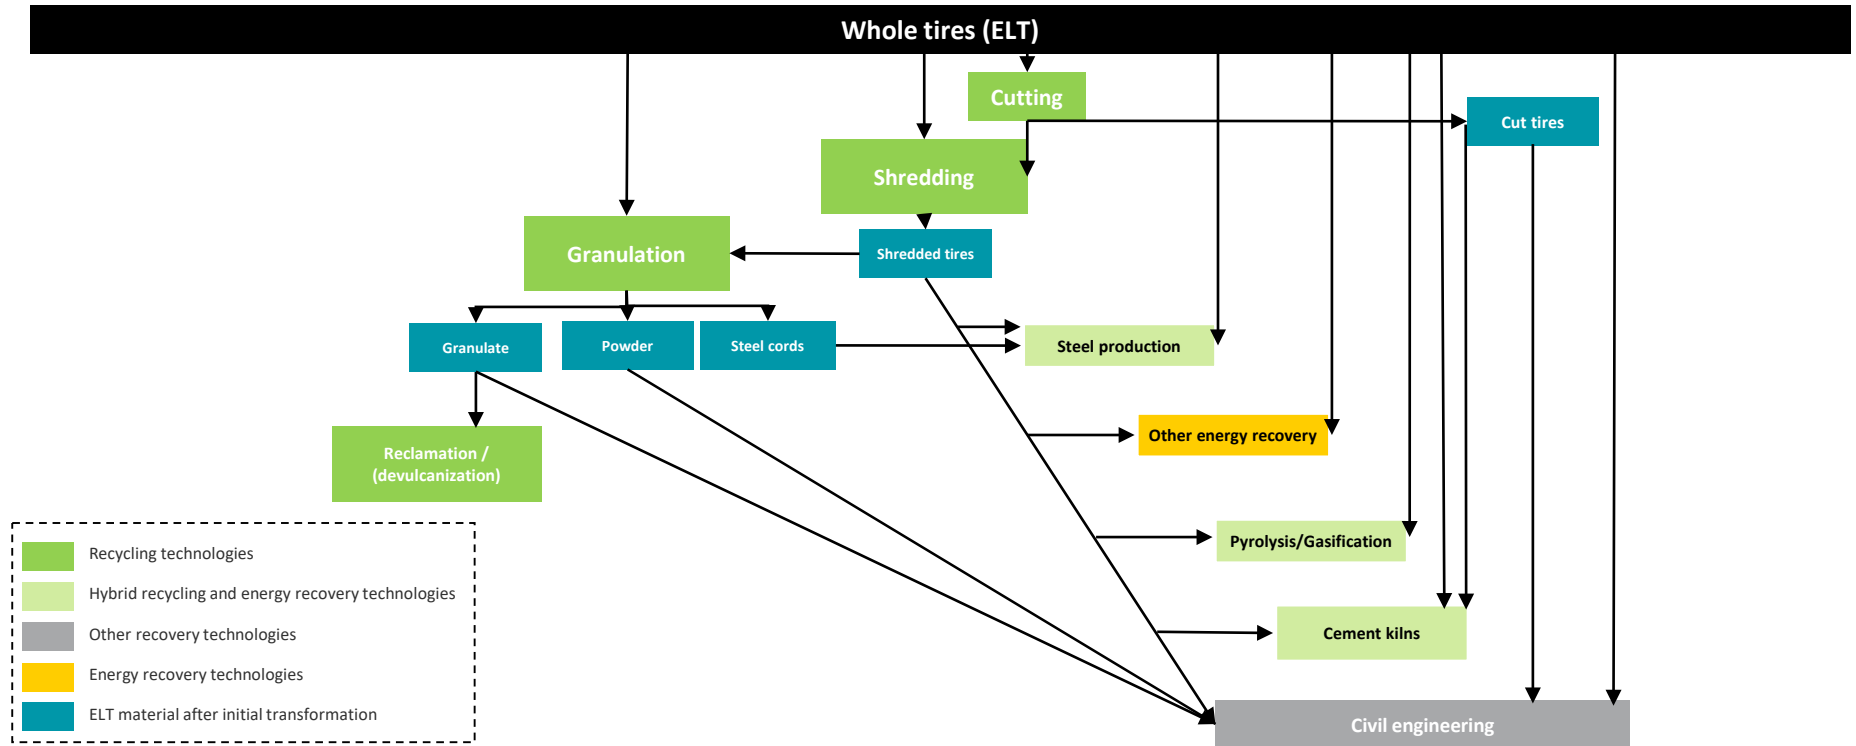 Whole tires (ELT)
Cutting
Cut tires
Shredding
Granulation
Shredded tires
Granulate
Powder
Steel cords
Steel production
Other energy recovery
Reclamation /
(devulcanization)
Pyrolysis/Gasification
Cement kilns
Civil engineering
Recycling technologies
Hybrid recycling and energy recovery technologies
Other recovery technologies
Energy recovery technologies
ELT material after initial transformation